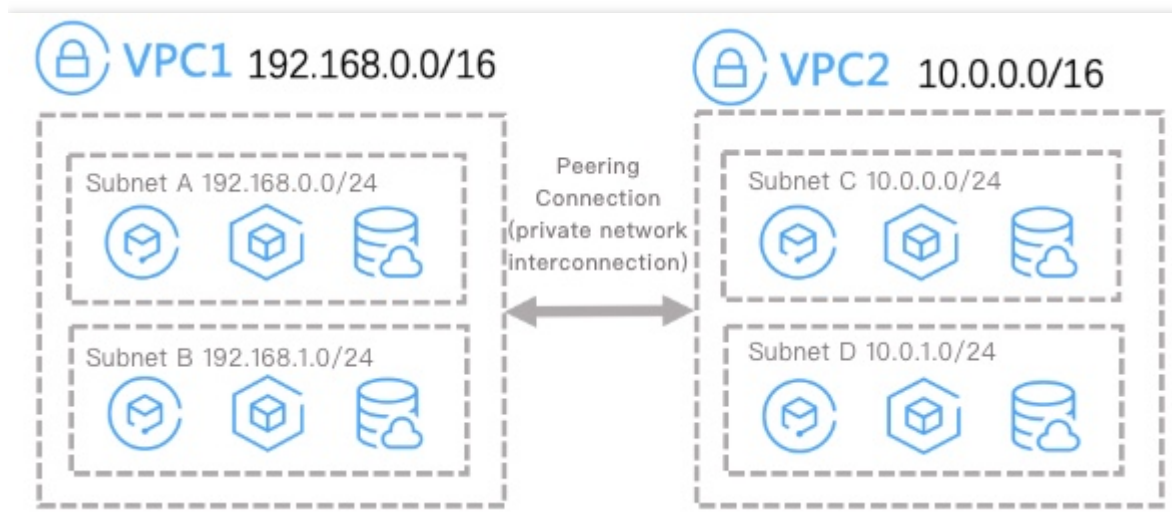 VPC1 192.168.0.0/16
VPC2 10.0.0.0/16
Subnet A 192.168.0.0/24
Subnet B 192.168.1.0/24
Peering
Connection
(private network
interconnection)
Subnet C 10.0.0.0/24
Subnet D 10.0.1.0/24